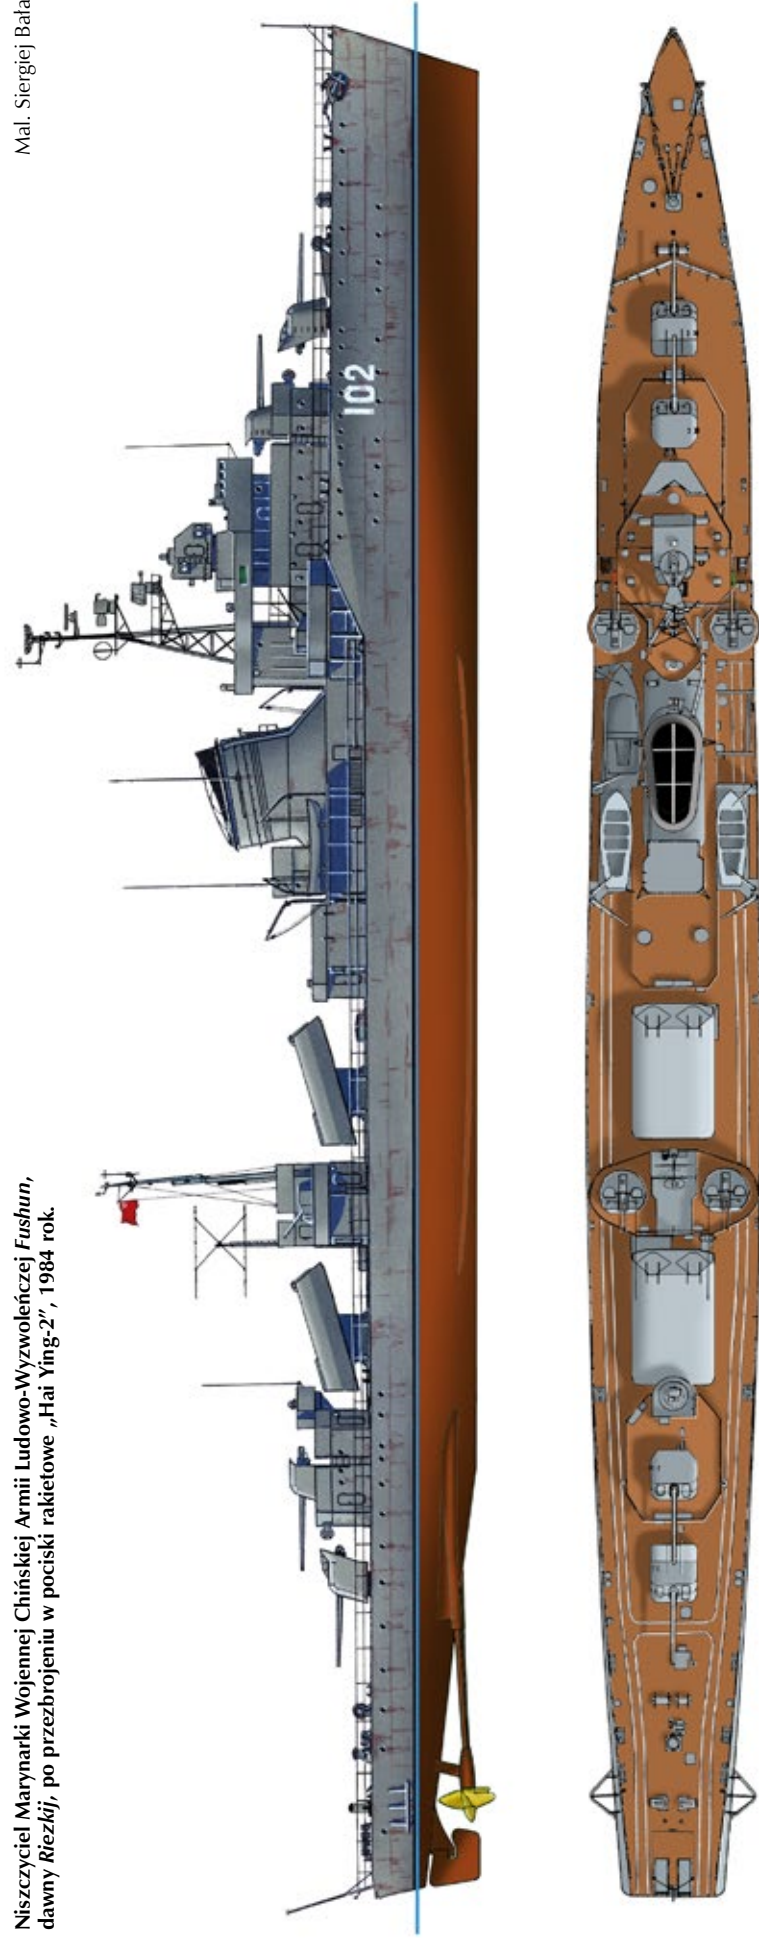 Niszczyciel Marynarki Wojennej Chińskiej Armii Ludowo-Wyzwoleńczej Fushun,
dawny Riezkij, po przezbrojeniu w pociski rakietowe „Hai Ying-2”, 1984 rok.
Mal. Siergiej
102